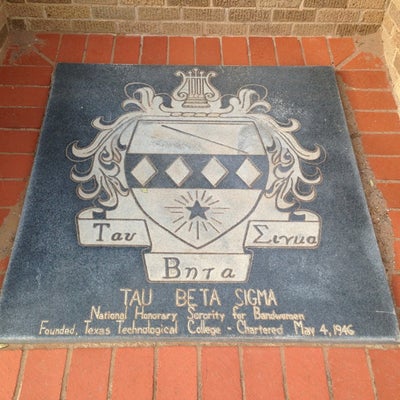 Ταυ Σιγμα
Βητα
TAU BETA SIGMA
National Honorary Sorority for Bandwomen
Founded, Texas Technological College - Chartered May 4, 1946